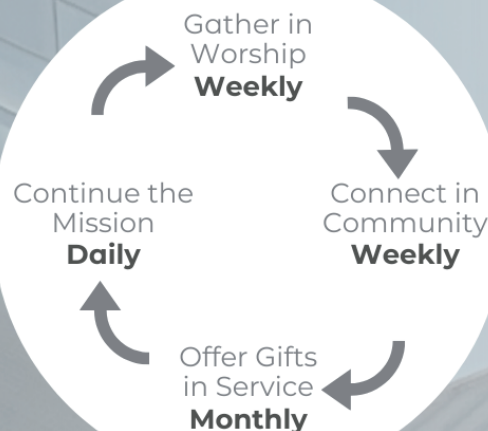 Gather in
Worship
Weekly
Connect in
Community
Weekly
Offer Gifts
in Service
Monthly
Continue the
Mission
Daily